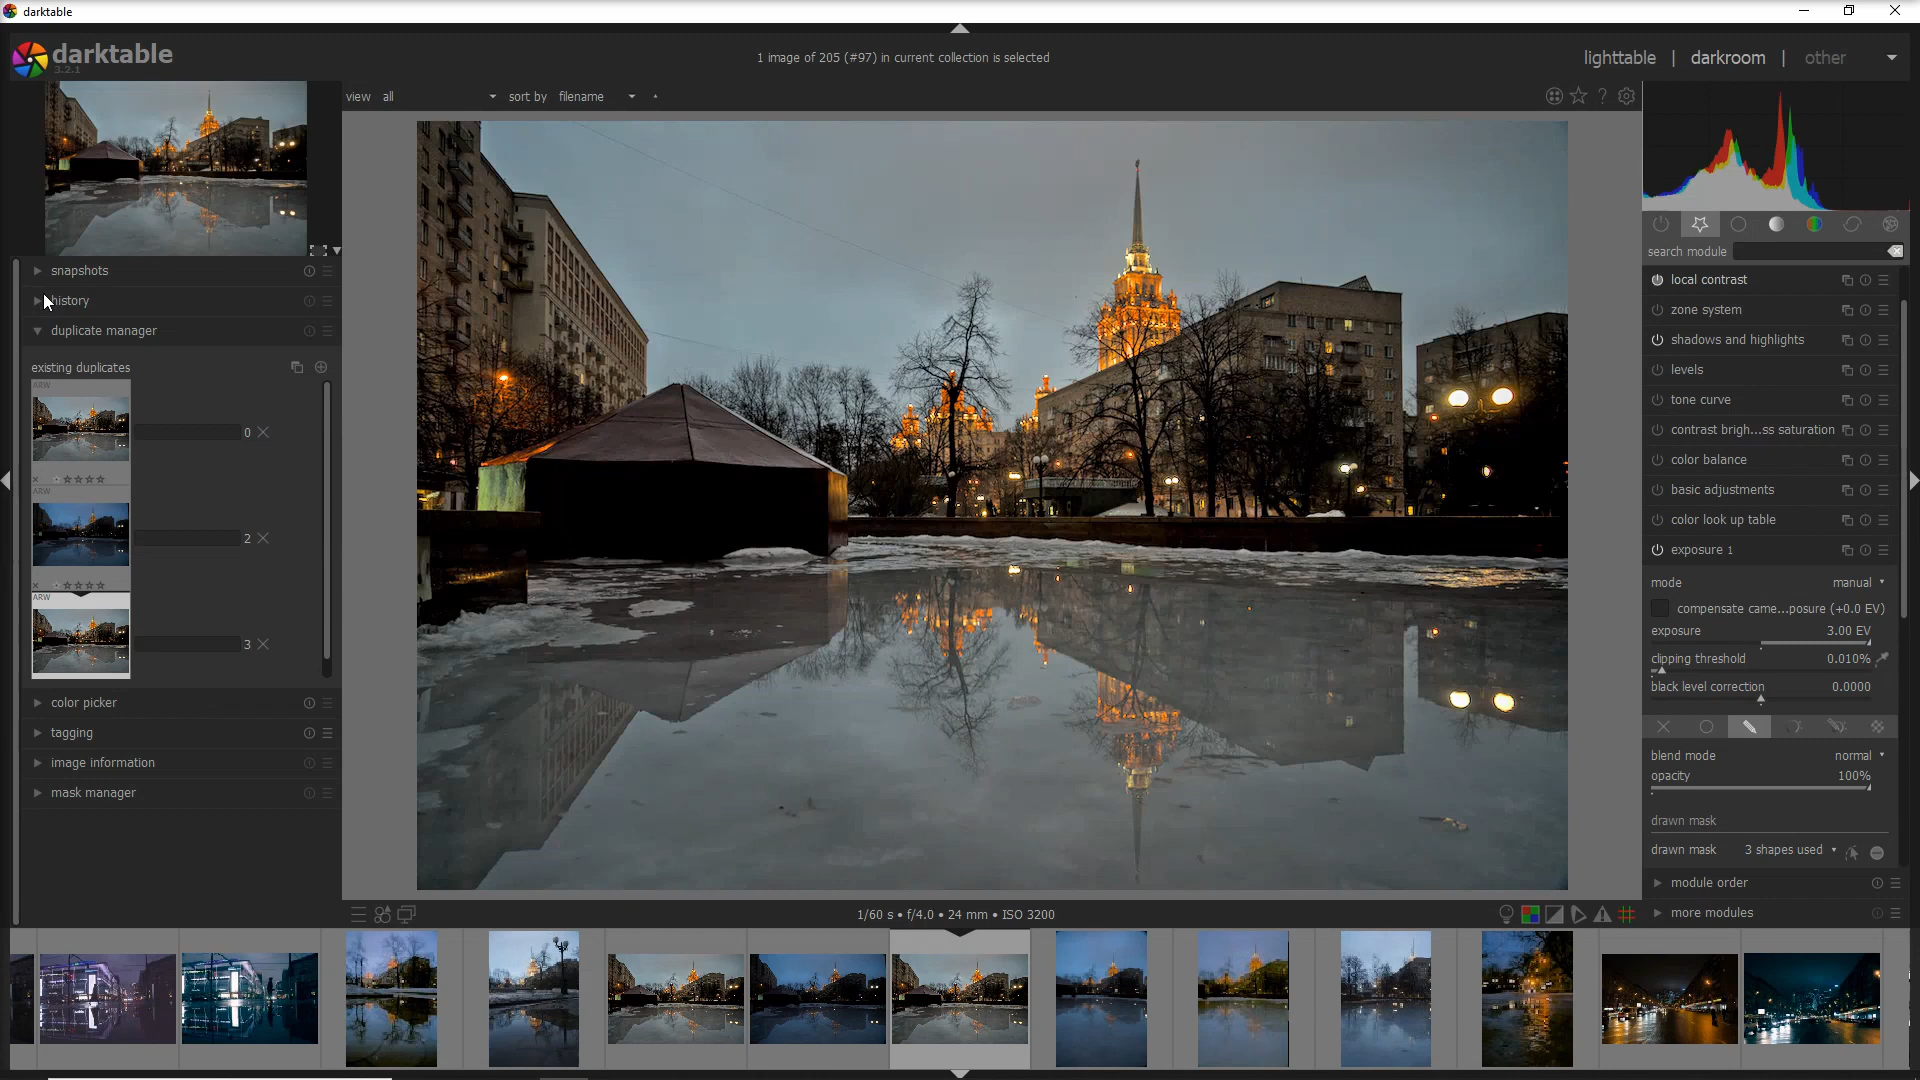 darktable
darktable
3.2.1
1 image of 205 (#97) in current collection is selected
lighttable | darkroom | other
view all sort by filename
snapshots
history
duplicate manager
existing duplicates
ARW
0
ARW
2
ARW
3
color picker
tagging
image information
mask manager
1/60 s • f/4.0 • 24 mm • ISO 3200
search module
local contrast
zone system
shadows and highlights
levels
tone curve
contrast brigh...ss saturation
color balance
basic adjustments
color look up table
exposure 1
mode manual
compensate came...posure (+0.0 EV)
exposure 3.00 EV
clipping threshold 0.010%
black level correction 0.0000
blend mode normal
opacity 100%
drawn mask
drawn mask 3 shapes used
module order
more modules